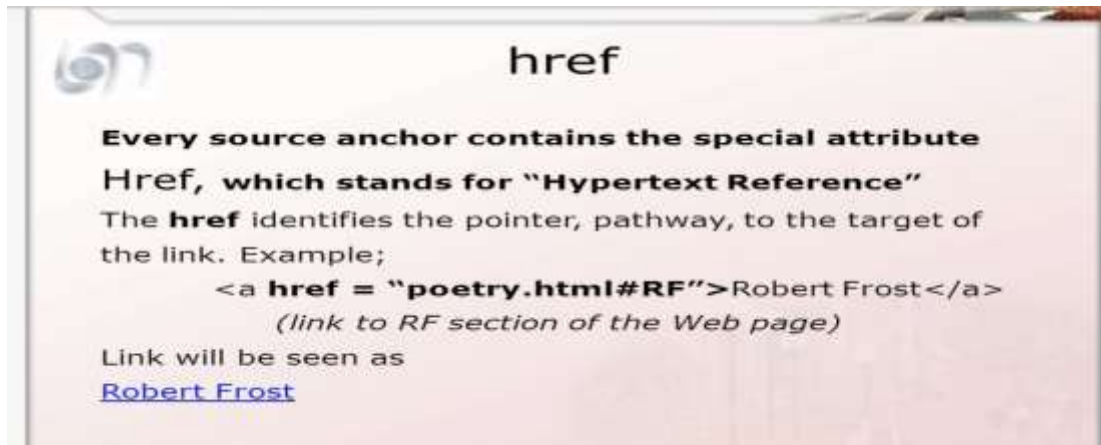 href
Every source anchor contains the special attribute
Href, which stands for “Hypertext Reference”
The href identifies the pointer, pathway, to the target of
the link. Example;
<a href = “poetry.html#RF”>Robert Frost</a>
(link to RF section of the Web page)
Link will be seen as
Robert Frost